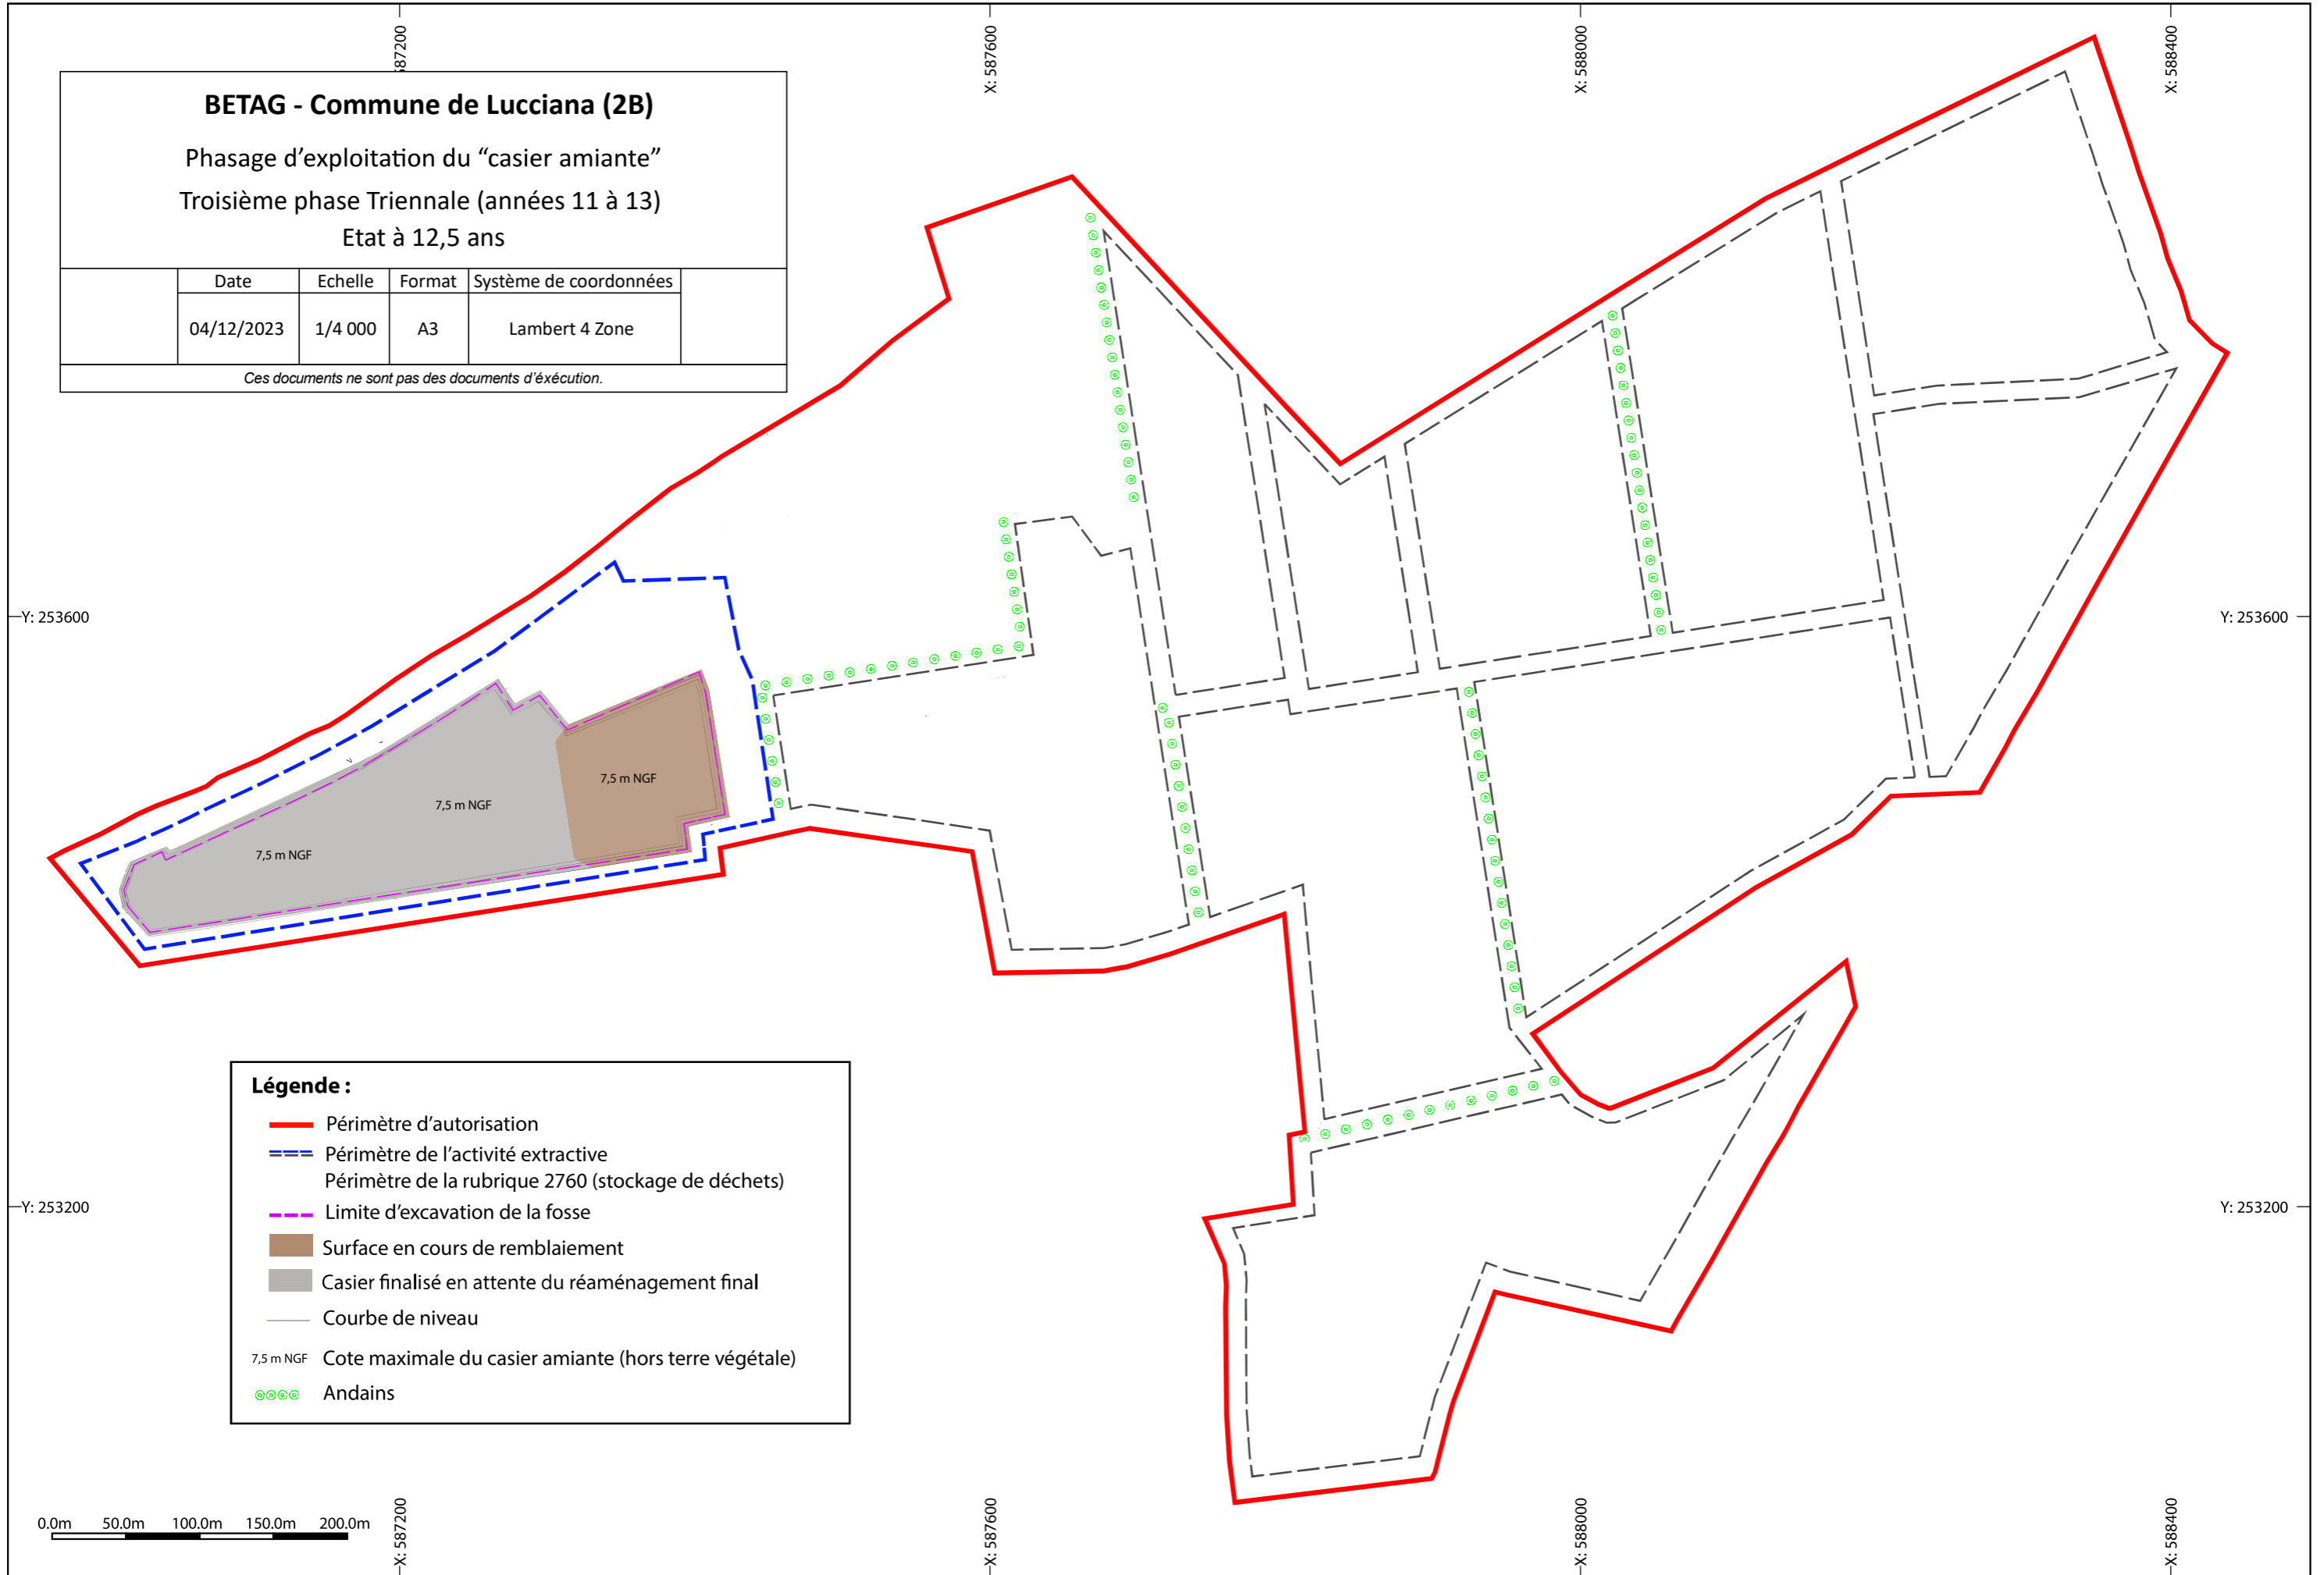 X: 587200
X: 587600
X: 588000
X: 588400
BETAG - Commune de Lucciana (2B)
Phasage d’exploitation du “casier amiante”
Troisième phase Triennale (années 11 à 13)
Etat à 12,5 ans
Date Echelle Format Système de coordonnées
04/12/2023 1/4 000 A3 Lambert 4 Zone
Ces documents ne sont pas des documents d’éxécution.
Y: 253600
Y: 253600
7,5 m NGF
7,5 m NGF
7,5 m NGF
Légende :
Périmètre d’autorisation
Périmètre de l’activité extractive
Périmètre de la rubrique 2760 (stockage de déchets)
Limite d’excavation de la fosse
Surface en cours de remblaiement
Casier finalisé en attente du réaménagement final
Courbe de niveau
7,5 m NGF Cote maximale du casier amiante (hors terre végétale)
Andains
Y: 253200
Y: 253200
0.0m 50.0m 100.0m 150.0m 200.0m
X: 587200
X: 587600
X: 588000
X: 588400